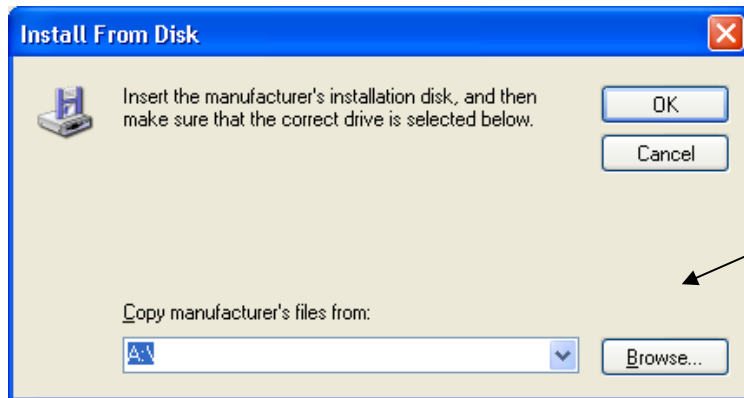 Install From Disk
Insert the manufacturer's installation disk, and then
make sure that the correct drive is selected below.
OK
Cancel
Copy manufacturer's files from:
A:\
Browse...